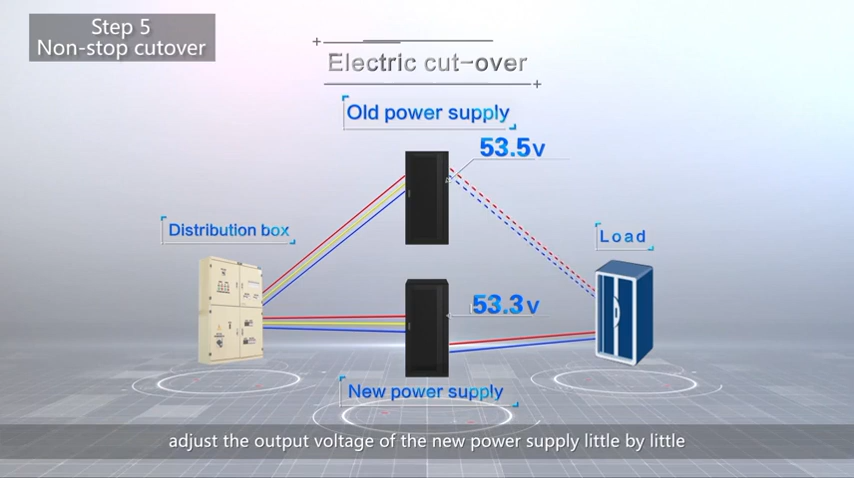 Step 5
Non-stop cutover
Electric cut-over
Old power supply
53.5v
Distribution box
Load
53.3v
New power supply
adjust the output voltage of the new power supply little by little